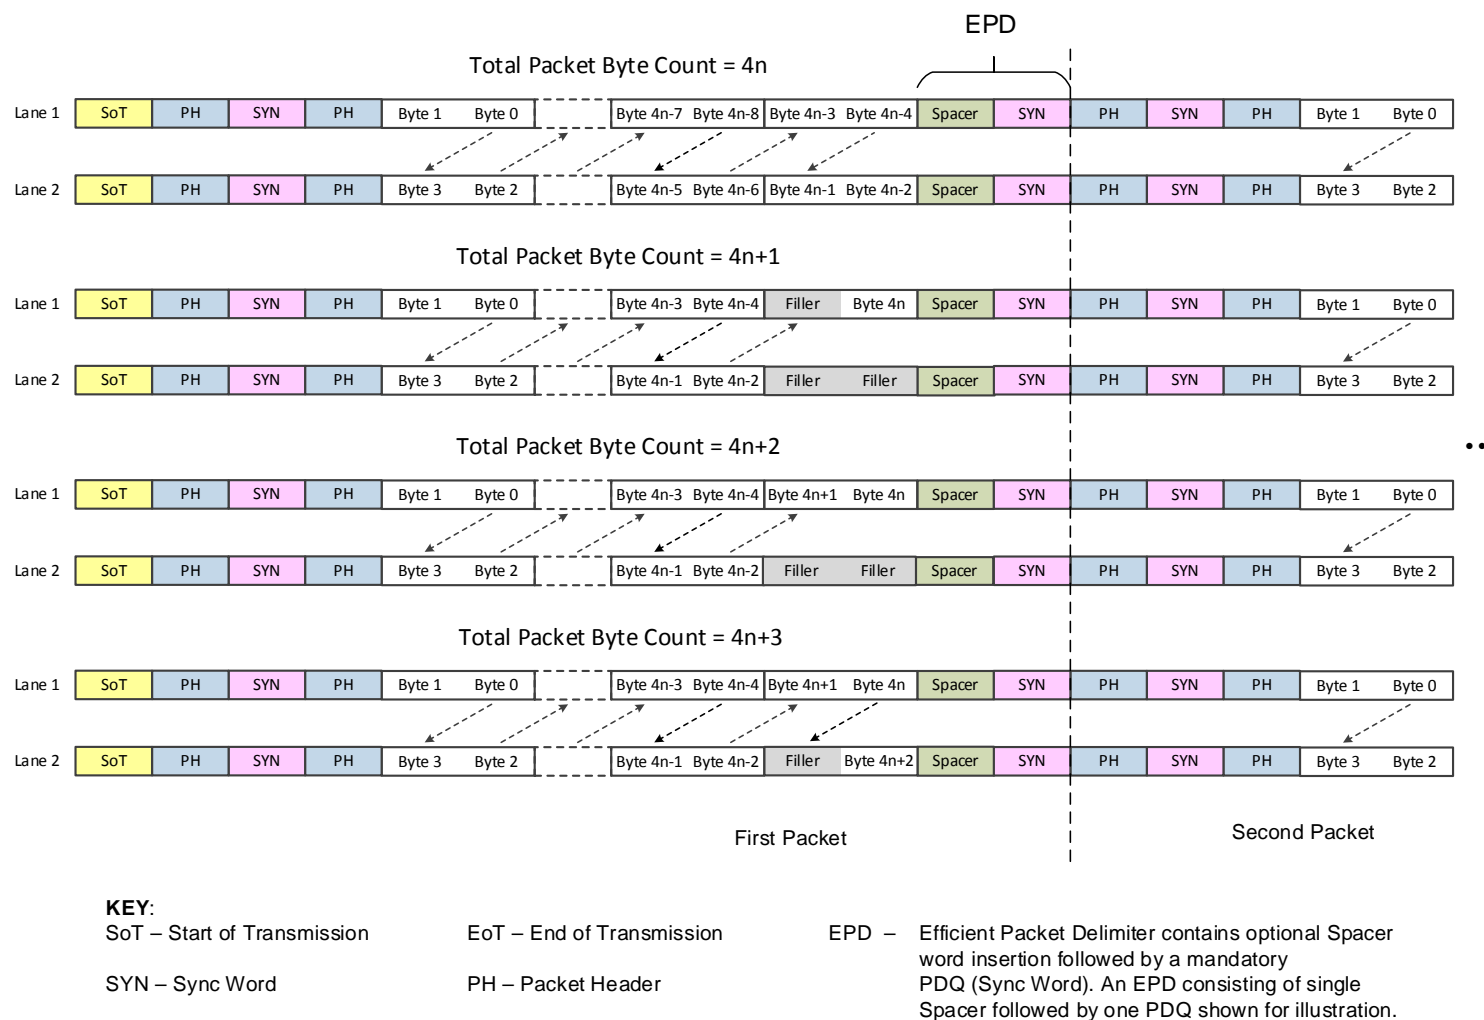 EPD
Total Packet Byte Count = 4n
Lane 1 SoT PH SYN PH Byte 1 Byte 0 Byte 4n-7 Byte 4n-8 Byte 4n-3 Byte 4n-4 Spacer SYN PH SYN PH Byte 1 Byte 0
Lane 2 SoT PH SYN PH Byte 3 Byte 2 Byte 4n-5 Byte 4n-6 Byte 4n-1 Byte 4n-2 Spacer SYN PH SYN PH Byte 3 Byte 2
Total Packet Byte Count = 4n+1
Lane 1 SoT PH SYN PH Byte 1 Byte 0 Byte 4n-3 Byte 4n-4 Filler Byte 4n Spacer SYN PH SYN PH Byte 1 Byte 0
Lane 2 SoT PH SYN PH Byte 3 Byte 2 Byte 4n-1 Byte 4n-2 Filler Filler Spacer SYN PH SYN PH Byte 3 Byte 2
Total Packet Byte Count = 4n+2
Lane 1 SoT PH SYN PH Byte 1 Byte 0 Byte 4n-3 Byte 4n-4 Byte 4n+1 Byte 4n Spacer SYN PH SYN PH Byte 1 Byte 0
Lane 2 SoT PH SYN PH Byte 3 Byte 2 Byte 4n-1 Byte 4n-2 Filler Filler Spacer SYN PH SYN PH Byte 3 Byte 2
Total Packet Byte Count = 4n+3
Lane 1 SoT PH SYN PH Byte 1 Byte 0 Byte 4n-3 Byte 4n-4 Byte 4n+1 Byte 4n Spacer SYN PH SYN PH Byte 1 Byte 0
Lane 2 SoT PH SYN PH Byte 3 Byte 2 Byte 4n-1 Byte 4n-2 Filler Byte 4n+2 Spacer SYN PH SYN PH Byte 3 Byte 2
First Packet
Second Packet
KEY:
SoT – Start of Transmission
SYN – Sync Word
EoT – End of Transmission
PH – Packet Header
EPD – Efficient Packet Delimiter contains optional Spacer
word insertion followed by a mandatory
PDQ (Sync Word). An EPD consisting of single
Spacer followed by one PDQ shown for illustration.